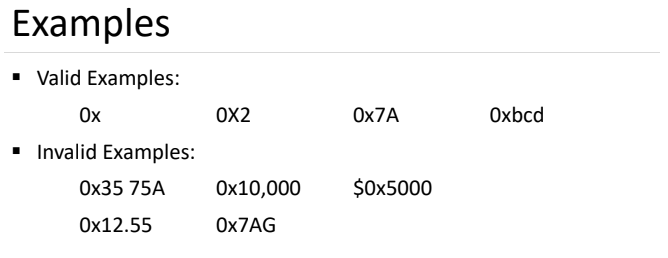 Examples
▪ Valid Examples:
0x 0X2 0x7A 0xbcd
▪ Invalid Examples:
0x35 75A 0x10,000 $0x5000
0x12.55 0x7AG